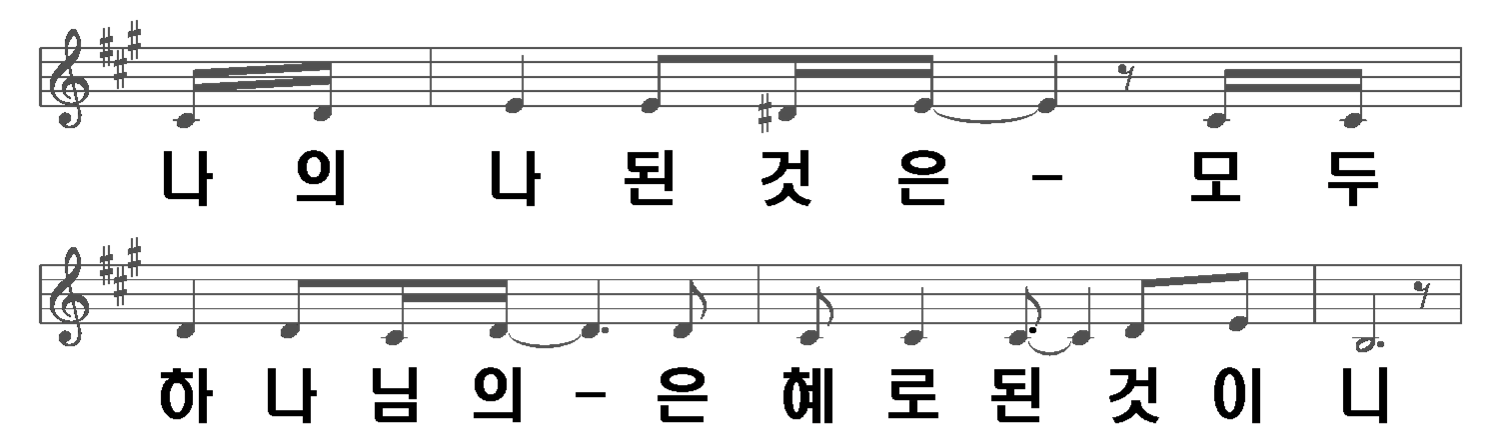 나 의 나 된 것 은 - 모 두
하 나 님 의 - 은 혜 로 된 것 이 니